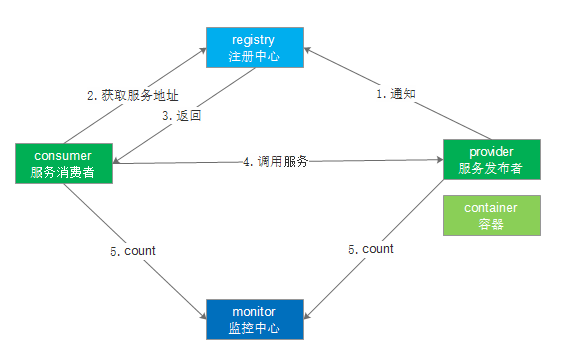 registry
注册中心
2.获取服务地址
1.通知
3.返回
consumer
服务消费者
4.调用服务
provider
服务发布者
container
容器
5.count
5.count
monitor
监控中心